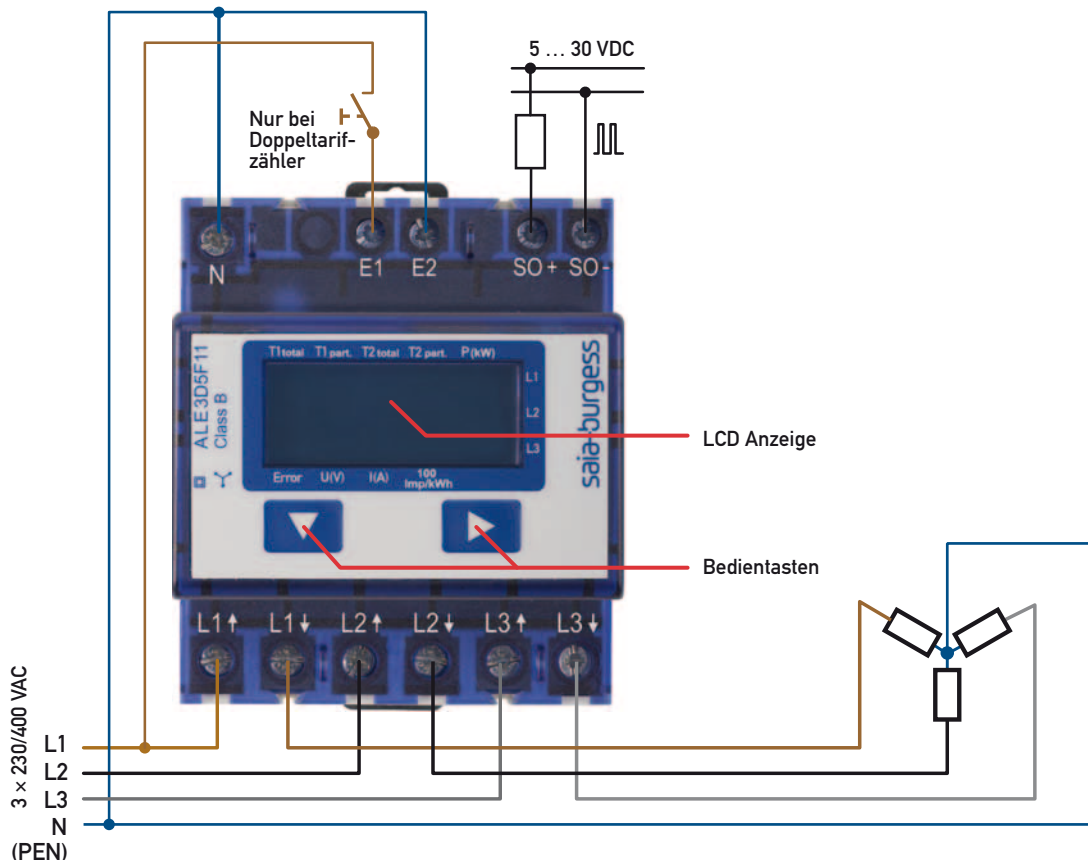 5 … 30 VDC
Nur bei
Doppeltarif-
zähler
N
E1
E2
SO +
SO -
T1 total
T1 part.
T2 total
T2 part.
P (kW)
L1
L2
L3
ALE3D5F11
Class B
saia-burgess
LCD Anzeige
Error
U(V)
I(A)
100
Imp/kWh
Bedientasten
L1
L1
L2
L2
L3
L3
3 × 230/400 VAC
L1
L2
L3
N
(PEN)